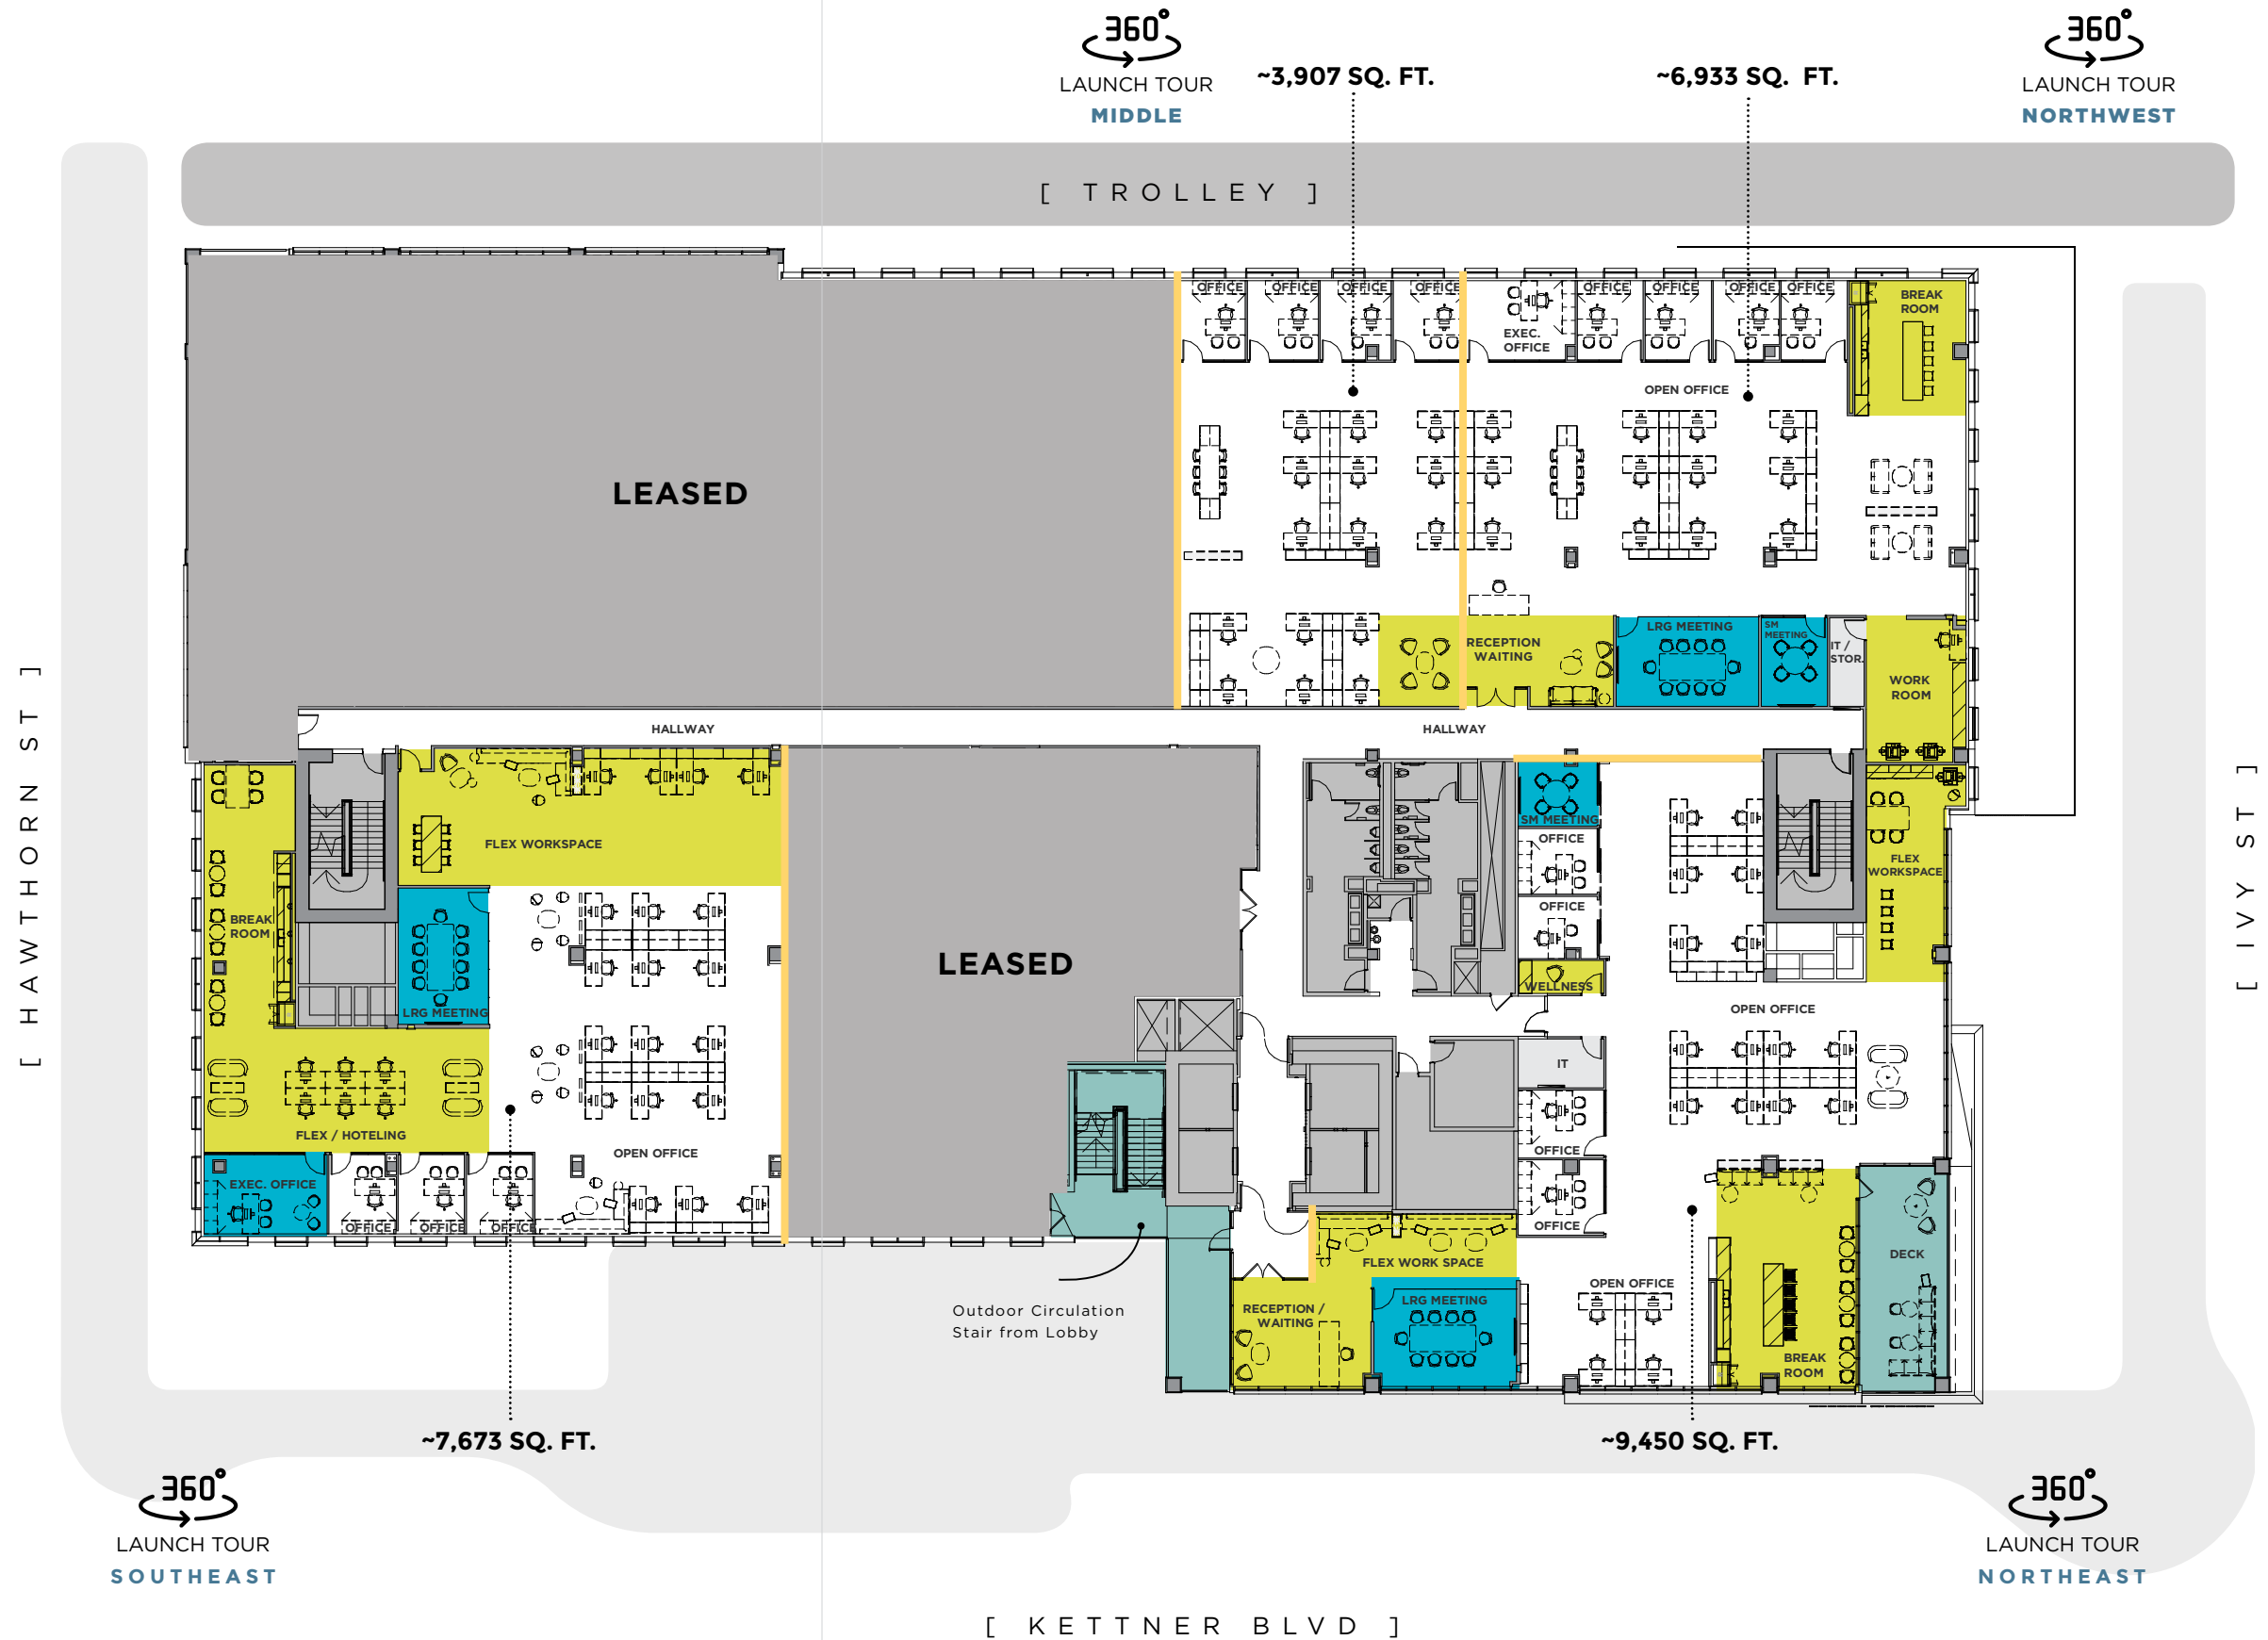 360°
LAUNCH TOUR
MIDDLE
~3,907 SQ. FT.
~6,933 SQ. FT.
360°
LAUNCH TOUR
NORTHWEST
[ TROLLEY ]
OFFICE
OFFICE
OFFICE
OFFICE
EXEC.
OFFICE
OFFICE
OFFICE
OFFICE
OFFICE
BREAK
ROOM
OPEN OFFICE
LEASED
RECEPTION
WAITING
LRG MEETING
SM
MEETING
IT /
STOR.
WORK
ROOM
[ HAWTHORN ST ]
[ IVY ST ]
HALLWAY
HALLWAY
FLEX WORKSPACE
BREAK
ROOM
LRG MEETING
FLEX / HOTELING
OPEN OFFICE
EXEC. OFFICE
OFFICE
OFFICE
OFFICE
LEASED
SM MEETING
OFFICE
OFFICE
WELLNESS
IT
OFFICE
OFFICE
FLEX
WORKSPACE
OPEN OFFICE
FLEX WORK SPACE
RECEPTION /
WAITING
LRG MEETING
OPEN OFFICE
BREAK
ROOM
DECK
Outdoor Circulation
Stair from Lobby
~7,673 SQ. FT.
~9,450 SQ. FT.
360°
LAUNCH TOUR
SOUTHEAST
360°
LAUNCH TOUR
NORTHEAST
[ KETTNER BLVD ]